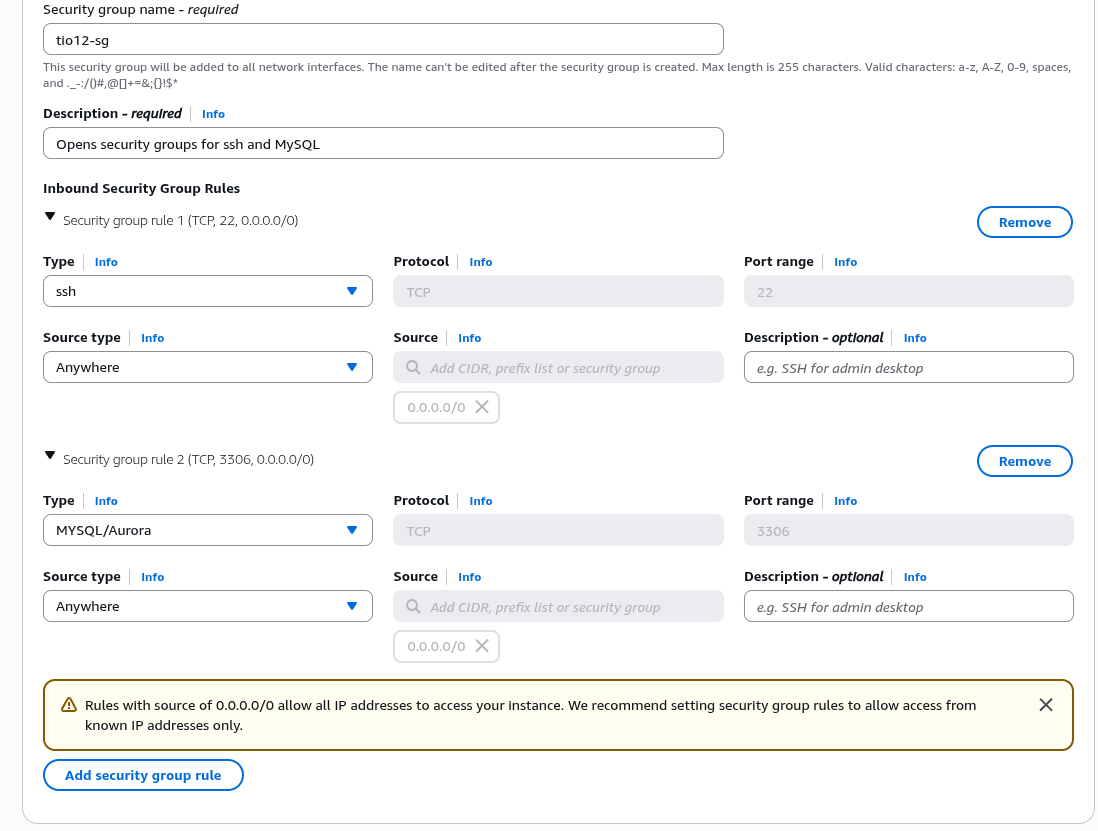 Security group name - required
tio12-sg
This security group will be added to all network interfaces. The name can't be edited after the security group is created. Max length is 255 characters. Valid characters: a-z, A-Z, 0-9, spaces,
and ._-:/()#,@[]+=&;{}!$*
Description - required Info
Opens security groups for ssh and MySQL
Inbound Security Group Rules
Security group rule 1 (TCP, 22, 0.0.0.0/0) Remove
Type Info Protocol Info Port range Info
ssh TCP 22
Source type Info Source Info Description - optional Info
Anywhere Add CIDR, prefix list or security group e.g. SSH for admin desktop
0.0.0.0/0
Security group rule 2 (TCP, 3306, 0.0.0.0/0) Remove
Type Info Protocol Info Port range Info
MYSQL/Aurora TCP 3306
Source type Info Source Info Description - optional Info
Anywhere Add CIDR, prefix list or security group e.g. SSH for admin desktop
0.0.0.0/0
Rules with source of 0.0.0.0/0 allow all IP addresses to access your instance. We recommend setting security group rules to allow access from
known IP addresses only.
Add security group rule